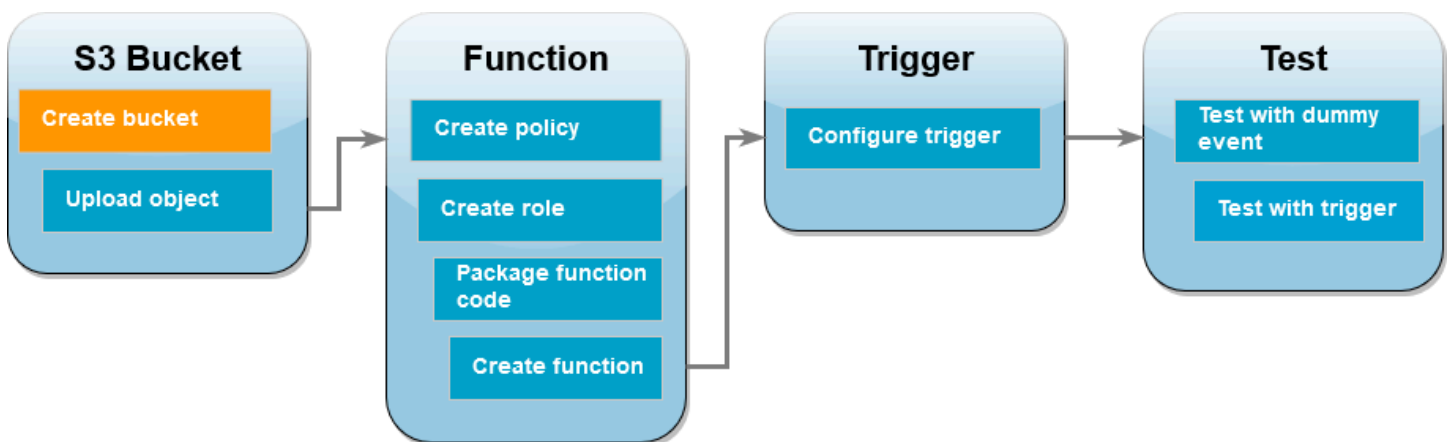 S3 Bucket
Create bucket
Upload object
Function
Create policy
Create role
Package function
code
Create function
Trigger
Configure trigger
Test
Test with dummy
event
Test with trigger